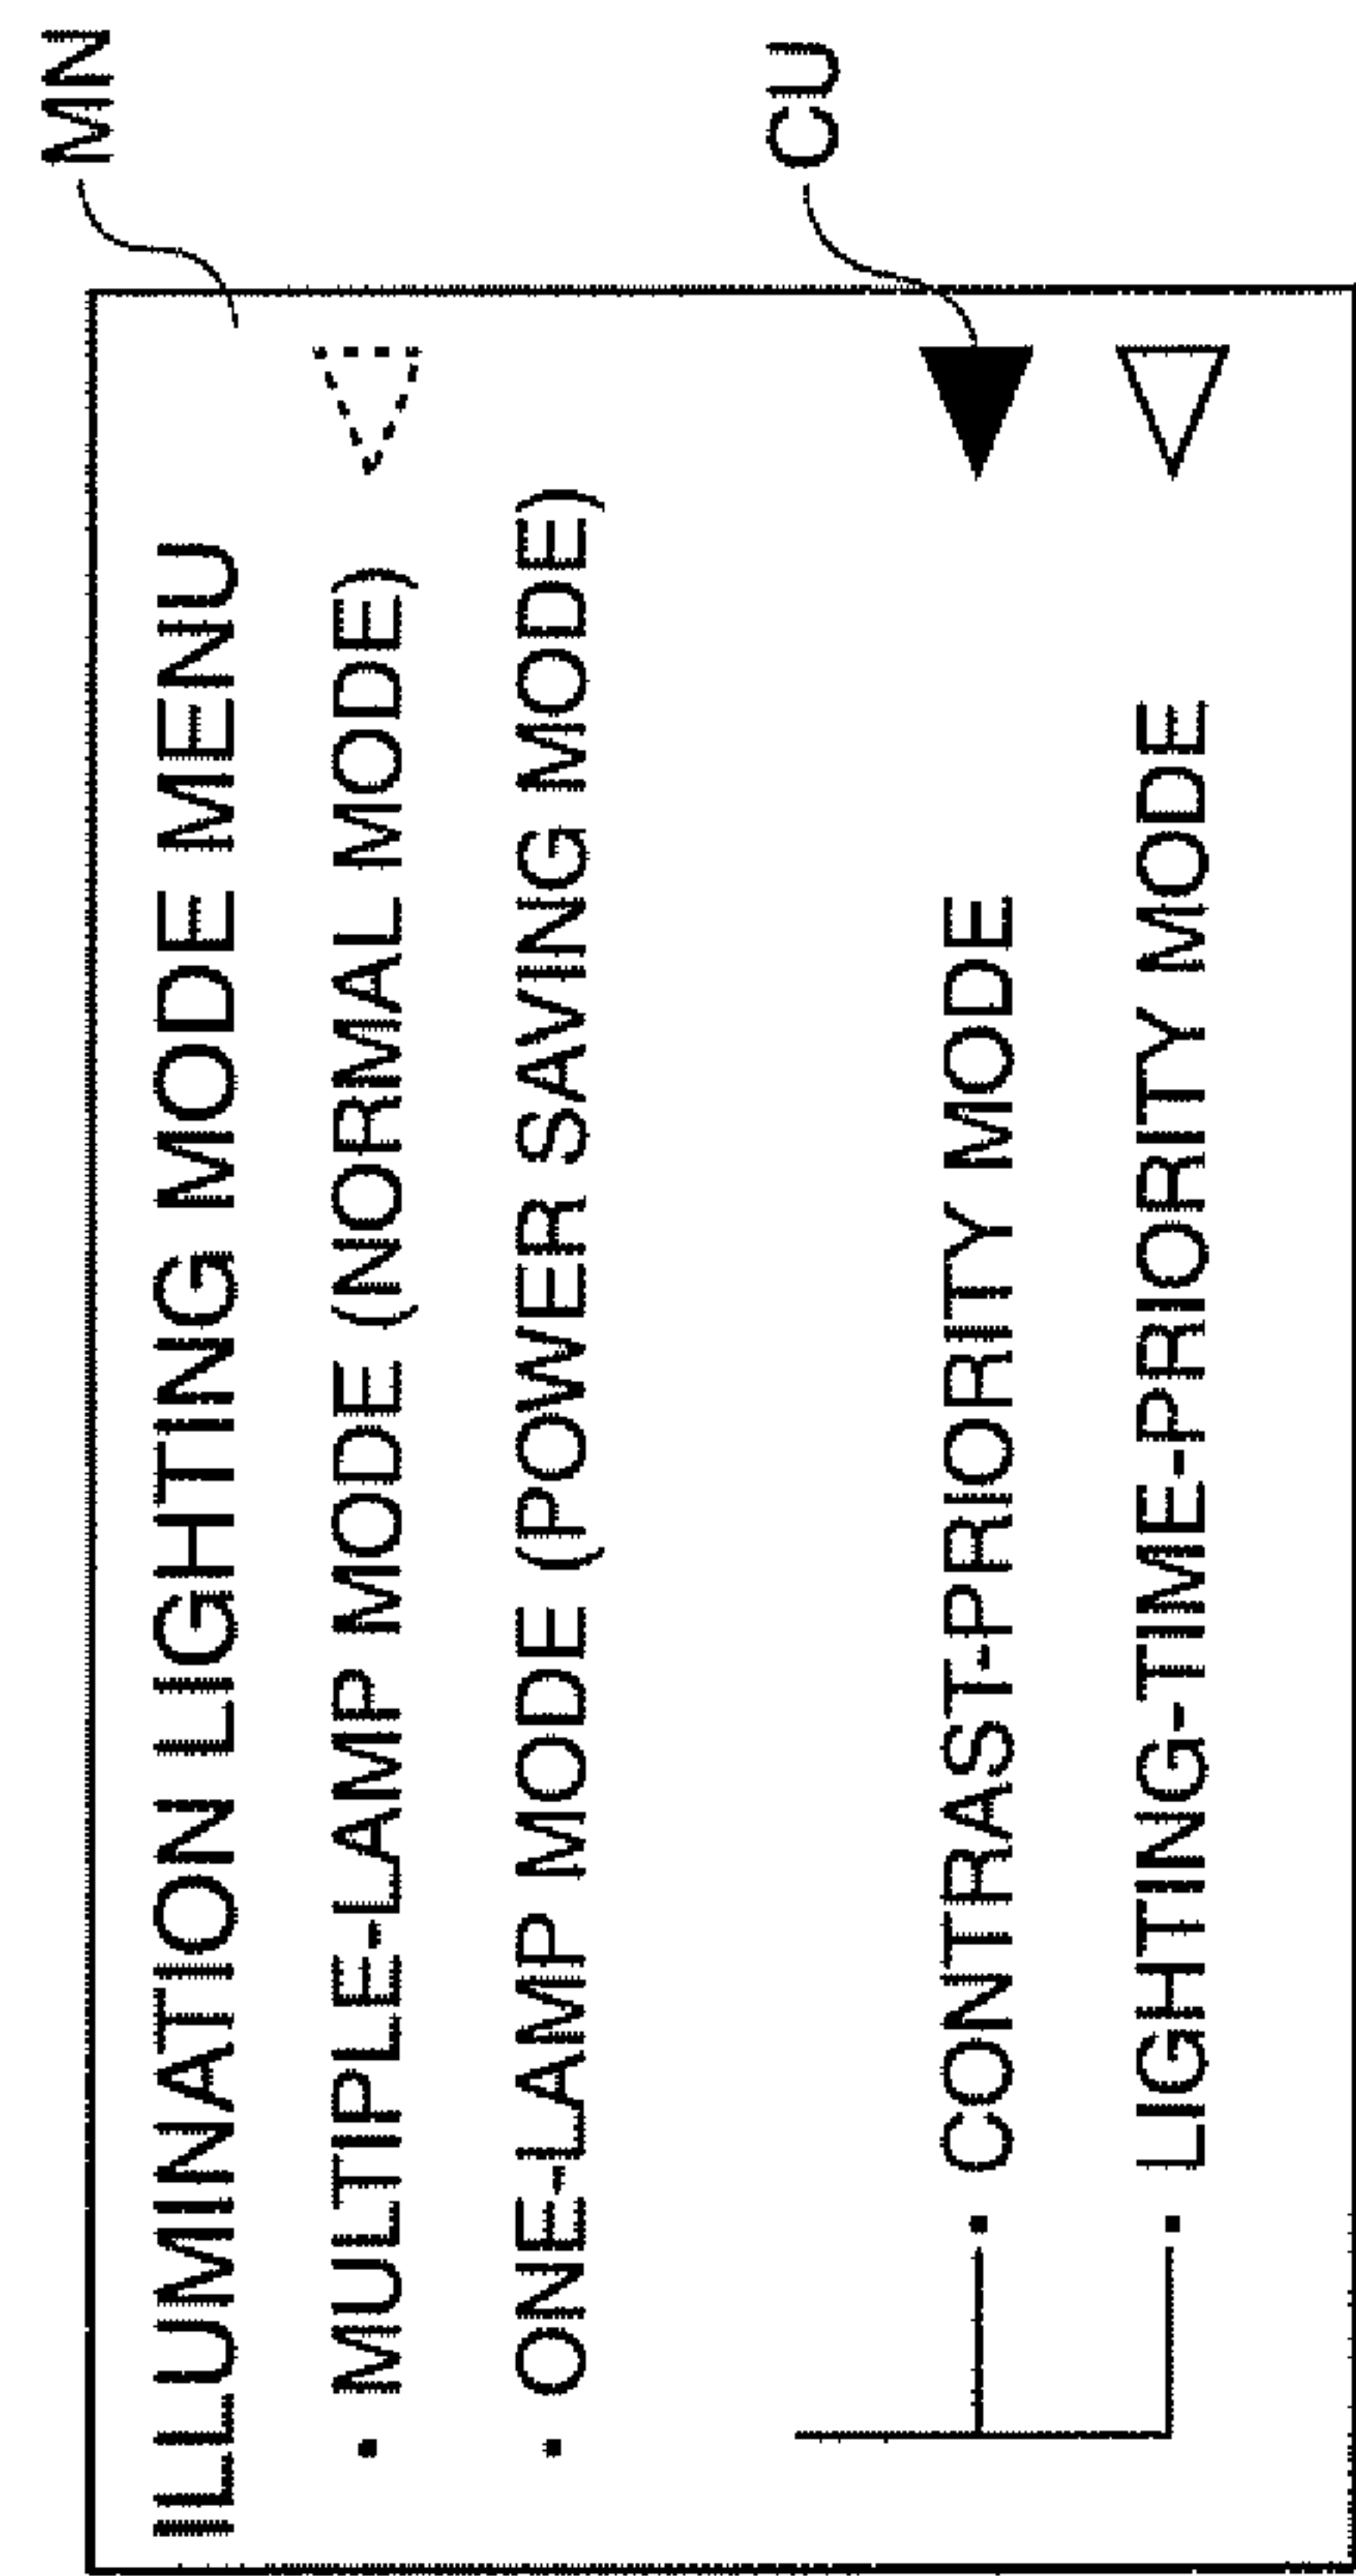 MN
ILLUMINATION LIGHTING MODE MENU
· MULTIPLE-LAMP MODE (NORMAL MODE)
· ONE-LAMP MODE (POWER SAVING MODE)
CU
· CONTRAST-PRIORITY MODE
· LIGHTING-TIME-PRIORITY MODE